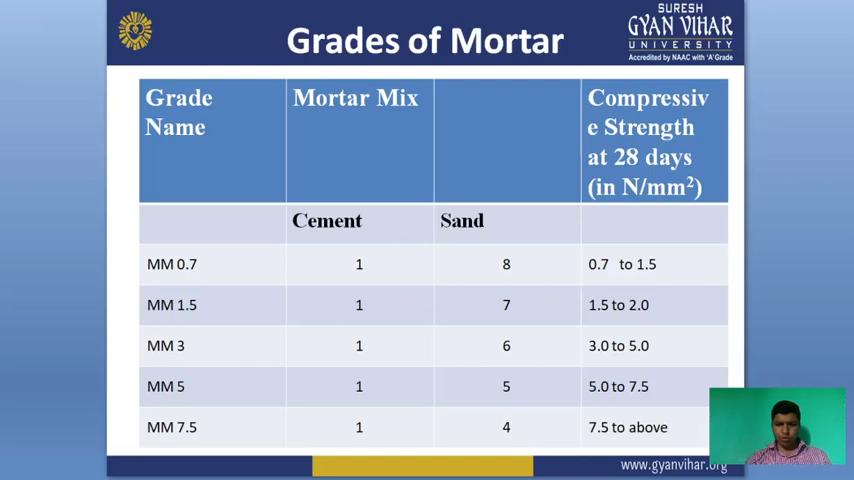 Grades of Mortar
SURESH
GYAN VIHAR
UNIVERSITY
Accredited by NAAC with 'A' Grade
Grade Name Mortar Mix Compressiv
e Strength
at 28 days
(in N/mm²)
Cement Sand
MM 0.7 1 8 0.7 to 1.5
MM 1.5 1 7 1.5 to 2.0
MM 3 1 6 3.0 to 5.0
MM 5 1 5 5.0 to 7.5
MM 7.5 1 4 7.5 to above
www.gyanvihar.org